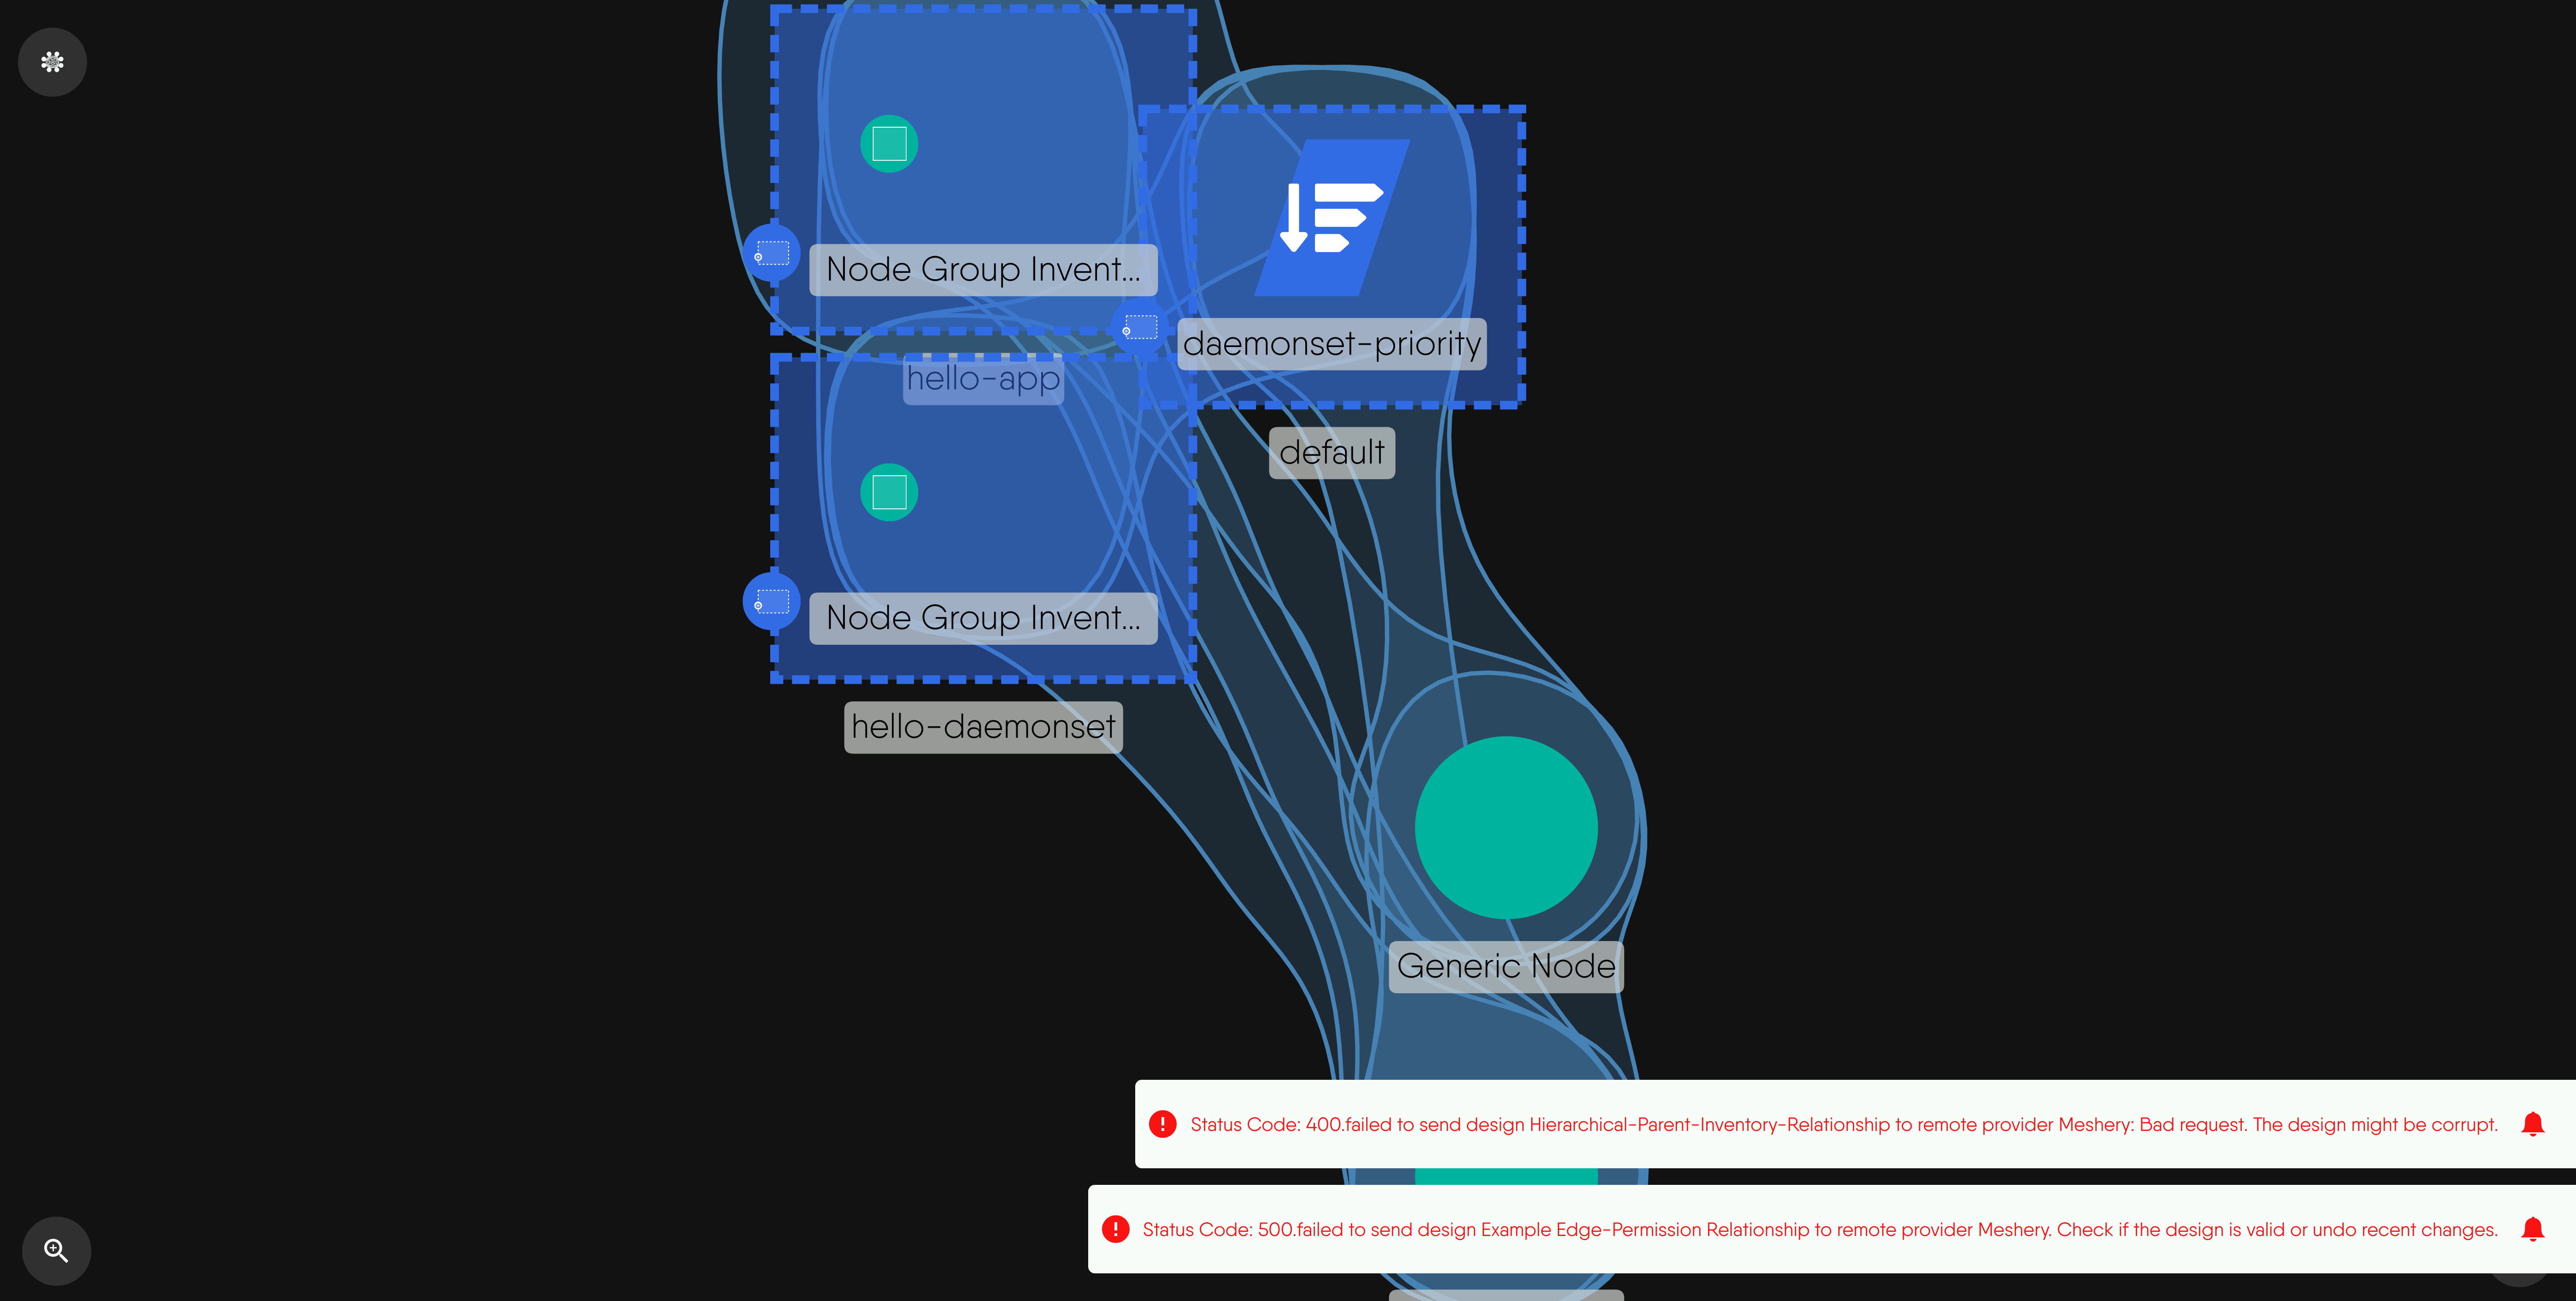 Node Group Invent...
daemonset-priority
hello-app
default
Node Group Invent...
hello-daemonset
Generic Node
Status Code: 400.failed to send design Hierarchical-Parent-Inventory-Relationship to remote provider Meshery: Bad request. The design might be corrupt.
Status Code: 500.failed to send design Example Edge-Permission Relationship to remote provider Meshery. Check if the design is valid or undo recent changes.